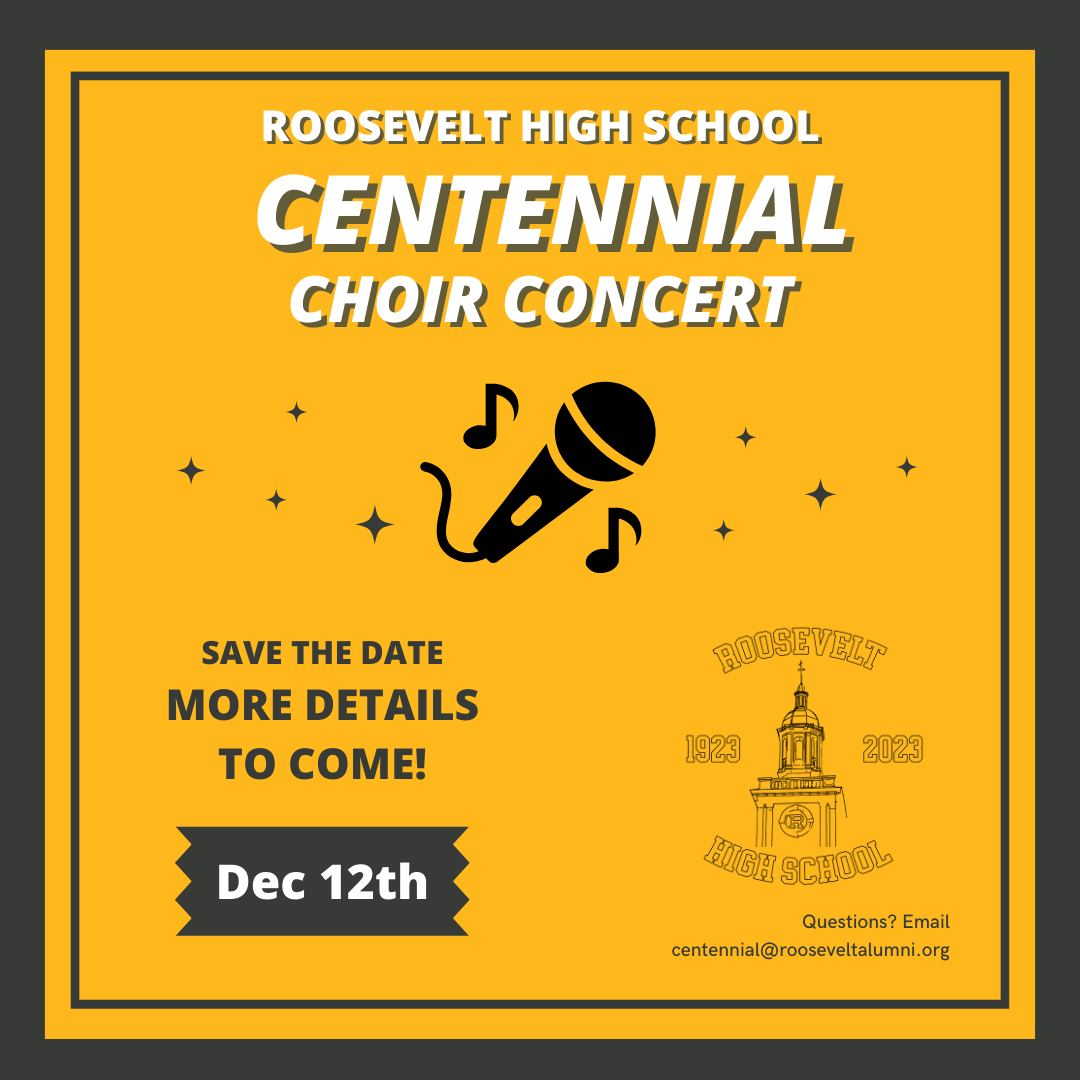 ROOSEVELT HIGH SCHOOL
CENTENNIAL
CHOIR CONCERT
SAVE THE DATE
MORE DETAILS
TO COME!
Dec 12th
ROOSEVELT
1923 2023
R
HIGH SCHOOL
Questions? Email
centennial@rooseveltalumni.org